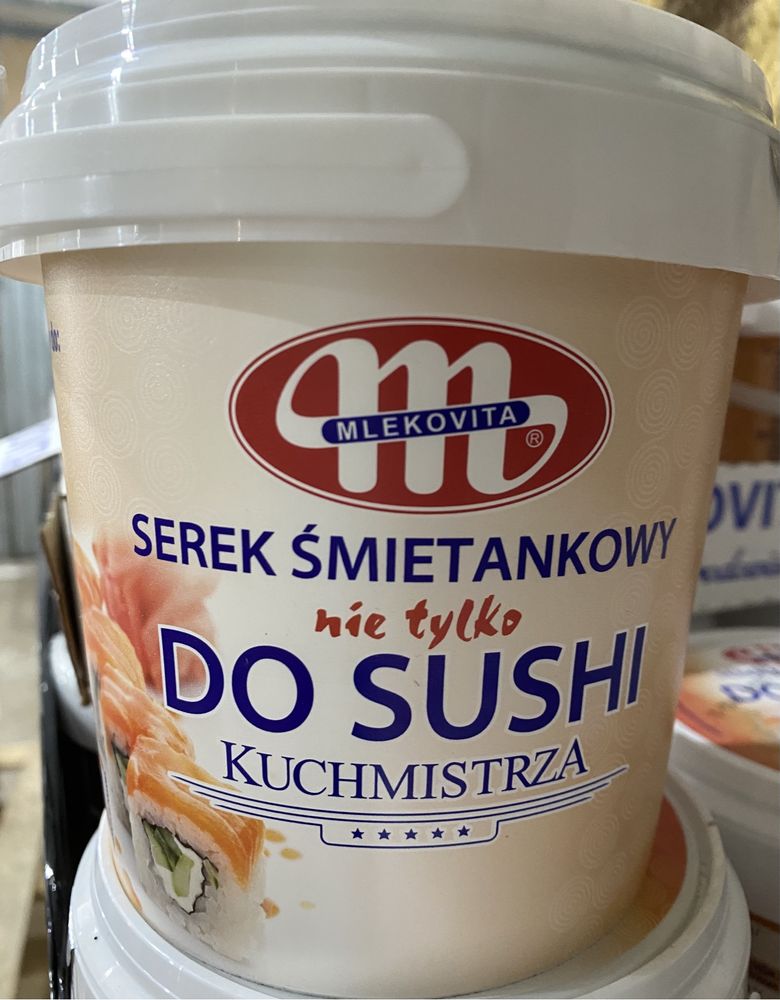 MLEKOVITA
®
SEREK ŚMIETANKOWY
nie tylko
DO SUSHI
KUCHMISTRZA